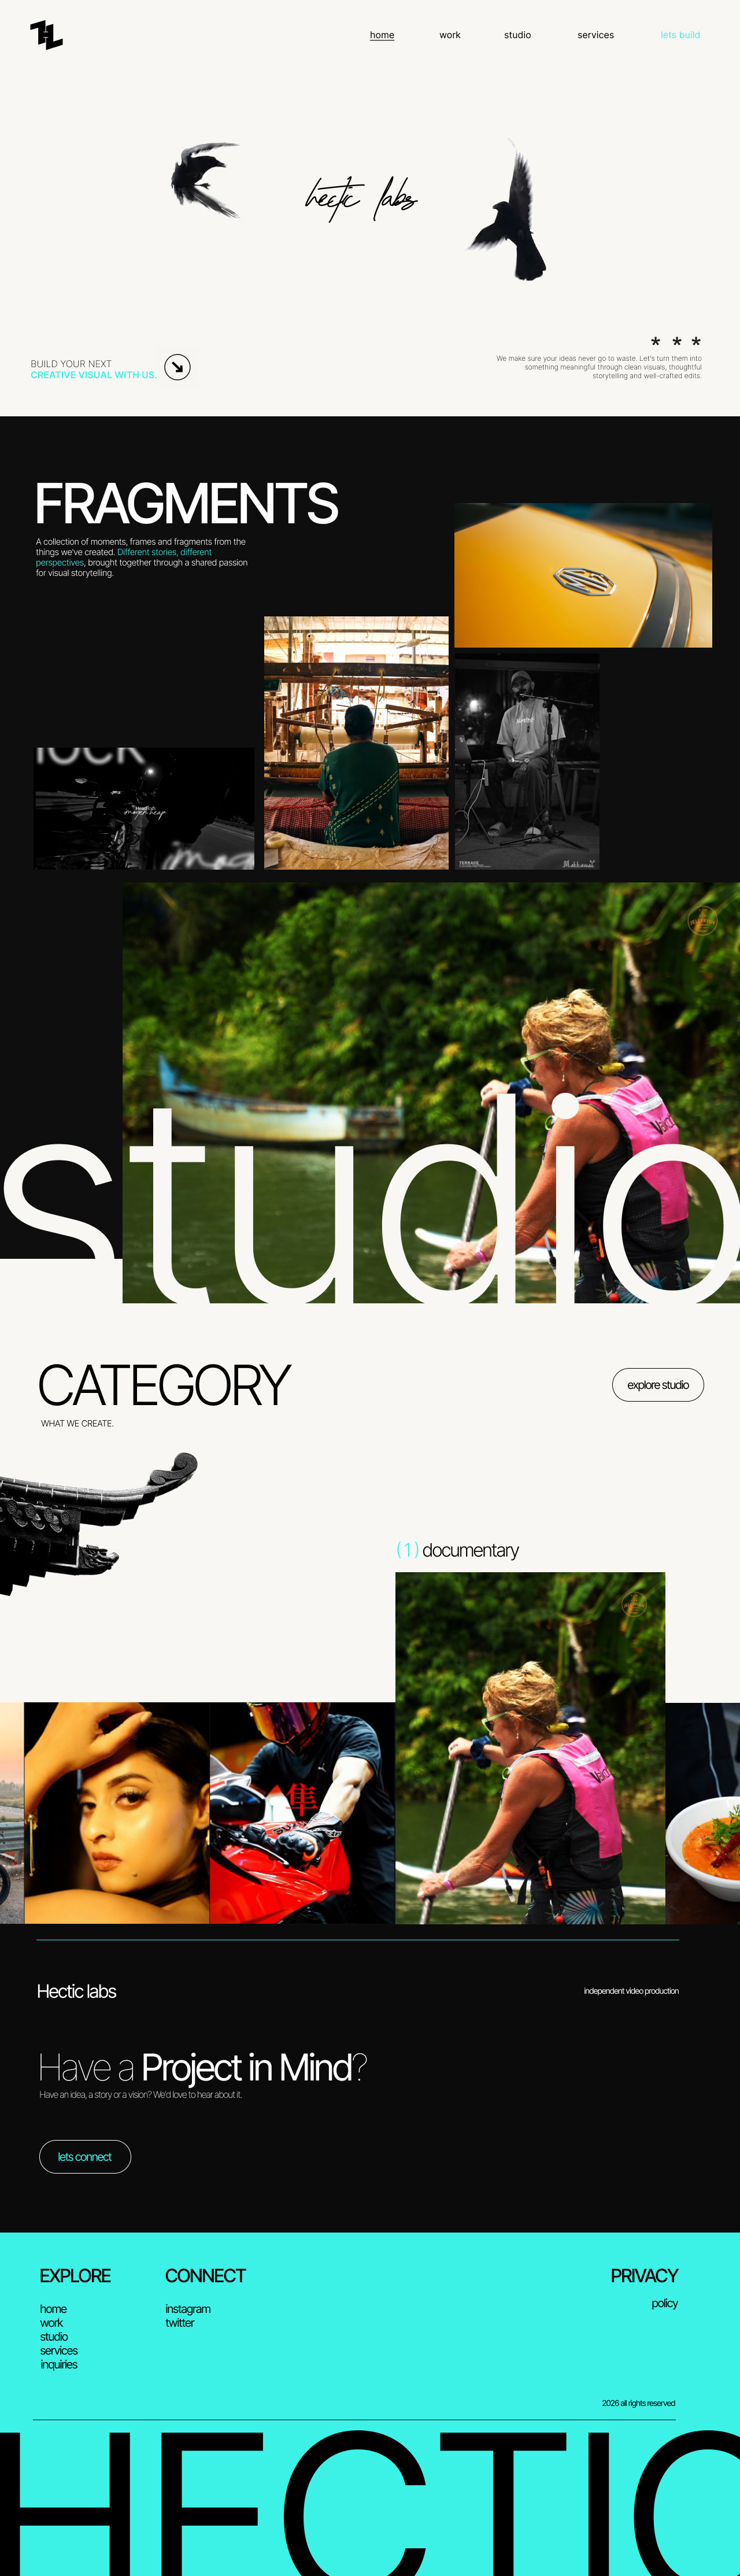 HL
home
work
studio
services
lets build
hectic labs
* * *
BUILD YOUR NEXT
CREATIVE VISUAL WITH US.
We make sure your ideas never go to waste. Let's turn them into
something meaningful through clean visuals, thoughtful
storytelling and well-crafted edits.
FRAGMENTS
A collection of moments, frames and fragments from the
things we've created. Different stories, different
perspectives, brought together through a shared passion
for visual storytelling.
studio
CATEGORY
explore studio
WHAT WE CREATE.
(1) documentary
隼
Hectic labs
independent video production
Have a Project in Mind?
Have an idea, a story or a vision? We'd love to hear about it.
lets connect
EXPLORE
home
work
studio
services
inquiries
CONNECT
instagram
twitter
PRIVACY
policy
2026 all rights reserved
HECTIC